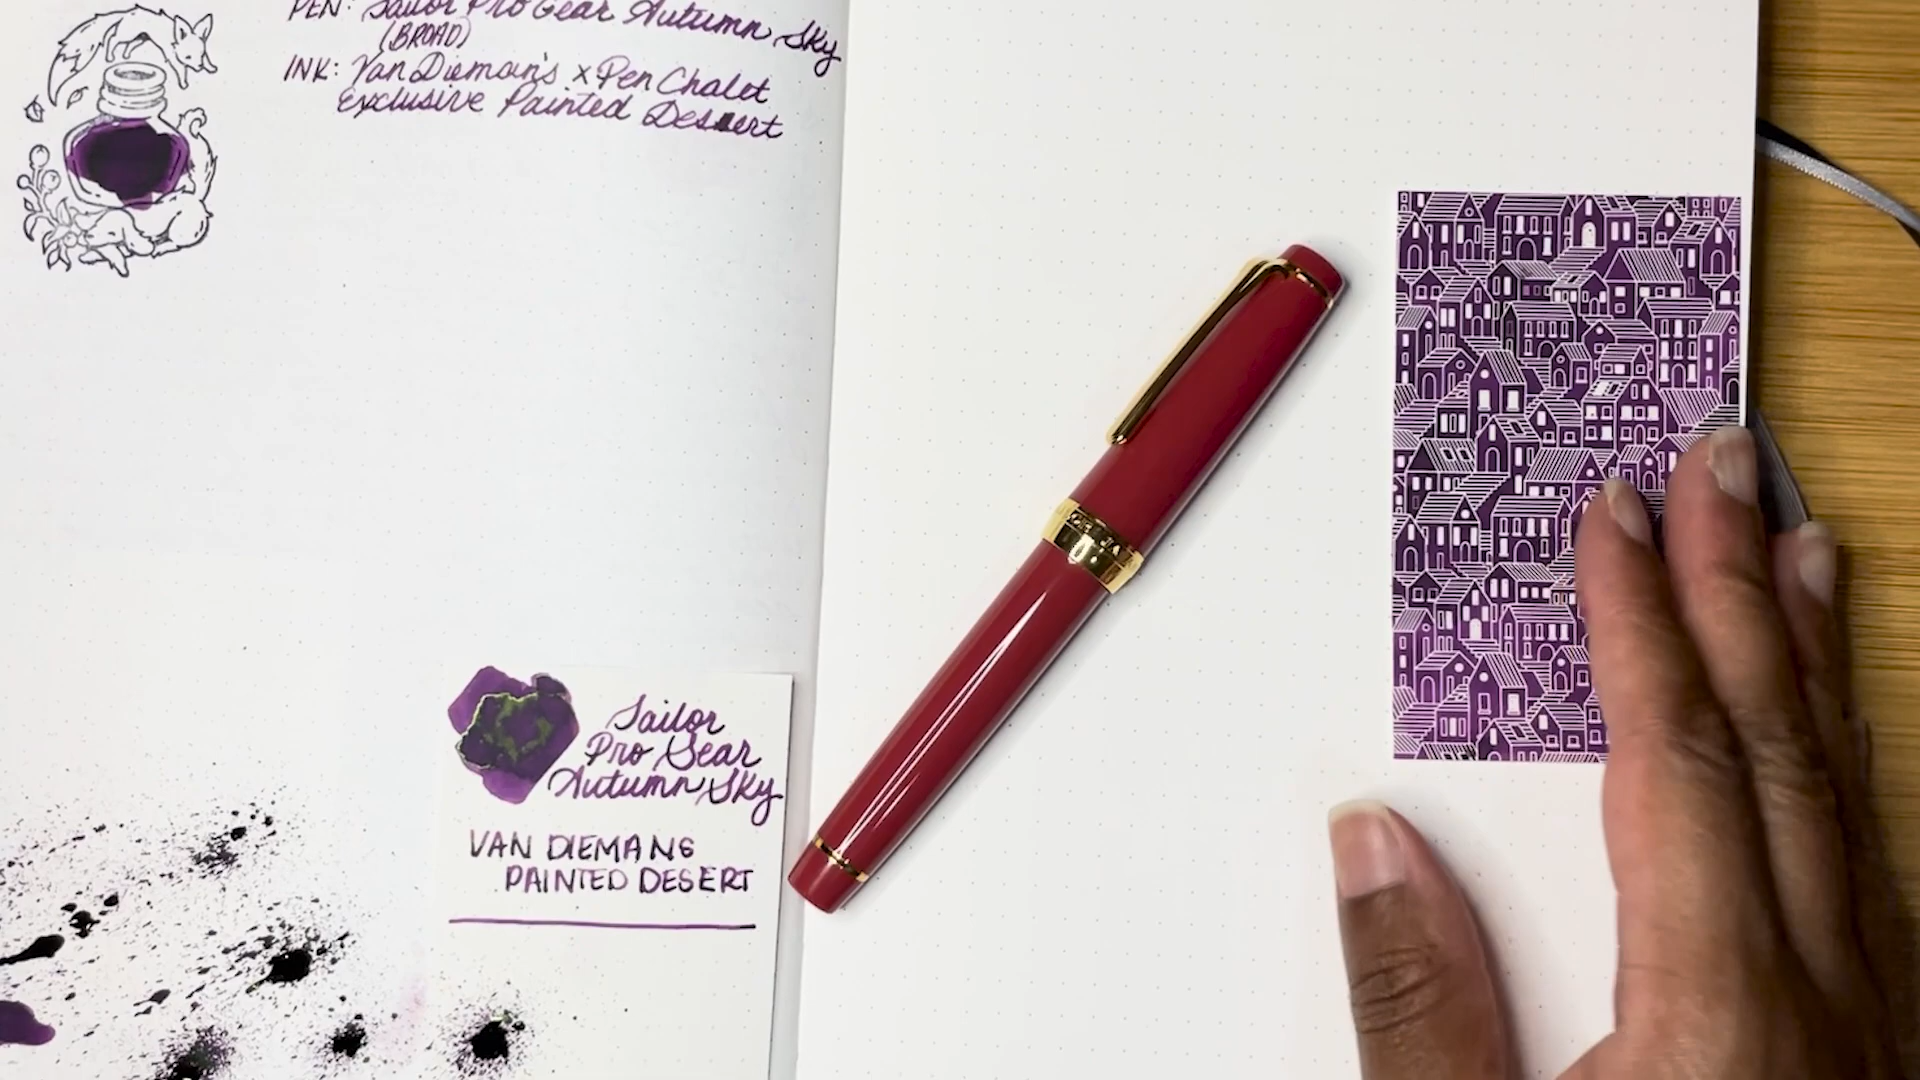 PEN: Sailor Pro Gear Autumn Sky
(BROAD)
INK: Van Dieman's x Pen Chalet
Exclusive Painted Desert
Sailor
Pro Gear
Autumn Sky
VAN DIEMANS
PAINTED DESERT